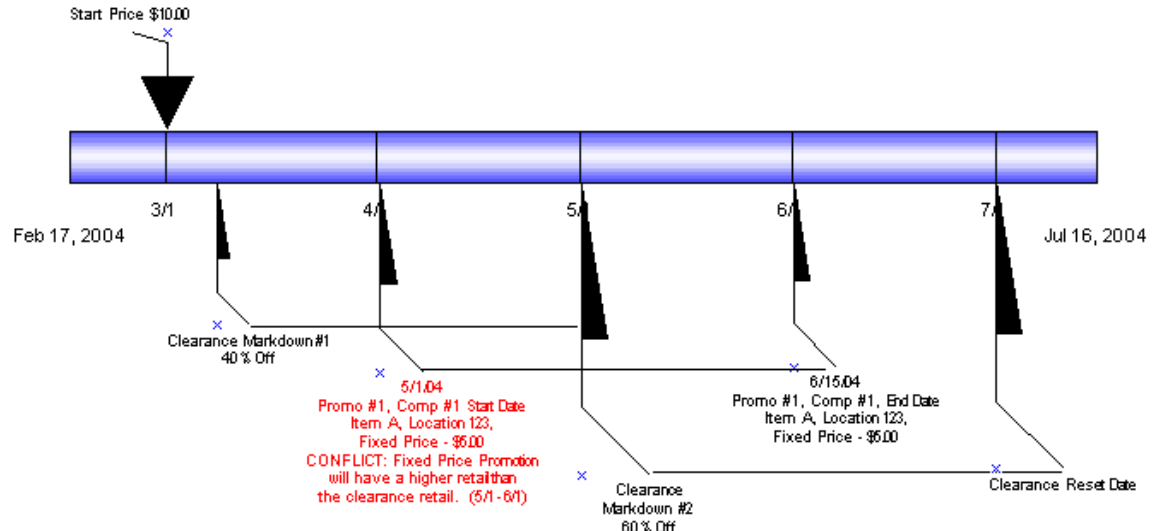 Start Price $10.00
3/1
4/
5/
6/
7/
Feb 17, 2004
Jul 16, 2004
Clearance Markdown #1
40% Off
5/1/04
Promo #1, Comp #1 Start Date
Item A, Location 123,
Fixed Price - $5.00
CONFLICT: Fixed Price Promotion
will have a higher retail than
the clearance retail. (5/1-6/1)
6/15/04
Promo #1, Comp #1, End Date
Item A, Location 123,
Fixed Price - $5.00
Clearance
Markdown #2
60% Off
Clearance Reset Date